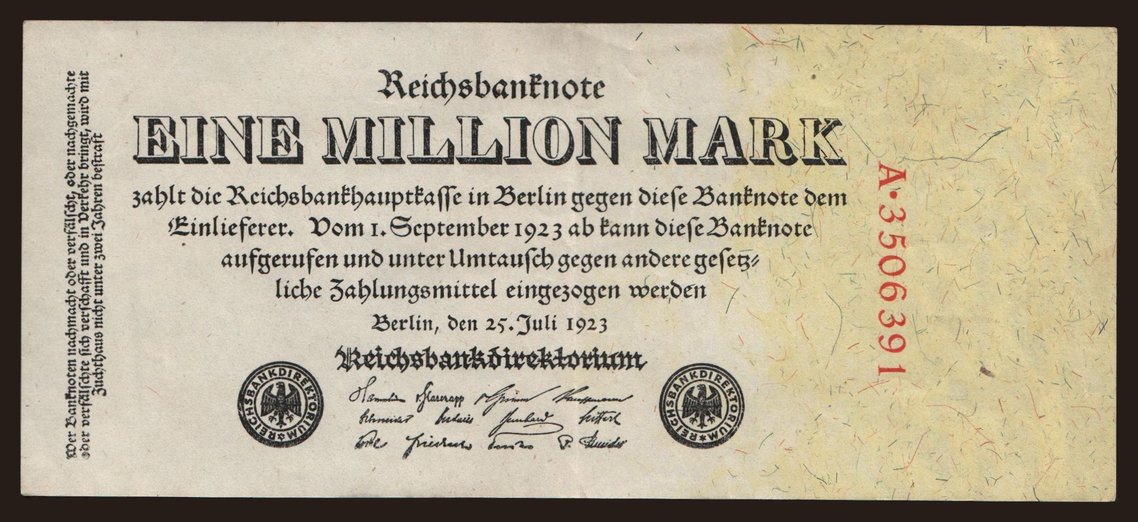 Reichsbanknote
EINE MILLION MARK
zahlt die Reichsbankhauptkasse in Berlin gegen diese Banknote dem
Einlieferer. Vom 1. September 1923 ab kann diese Banknote
aufgerufen und unter Umtausch gegen andere gesetz-
liche Zahlungsmittel eingezogen werden
Berlin, den 25. Juli 1923
Reichsbankdirektorium
REICHSBANKDIREKTORIUM
REICHSBANKDIREKTORIUM
Wer Banknoten nachmacht oder verfälscht, oder nachgemachte
oder verfälschte sich verschafft und in Verkehr bringt, wird mit
Zuchthaus nicht unter zwei Jahren bestraft
A·3506391